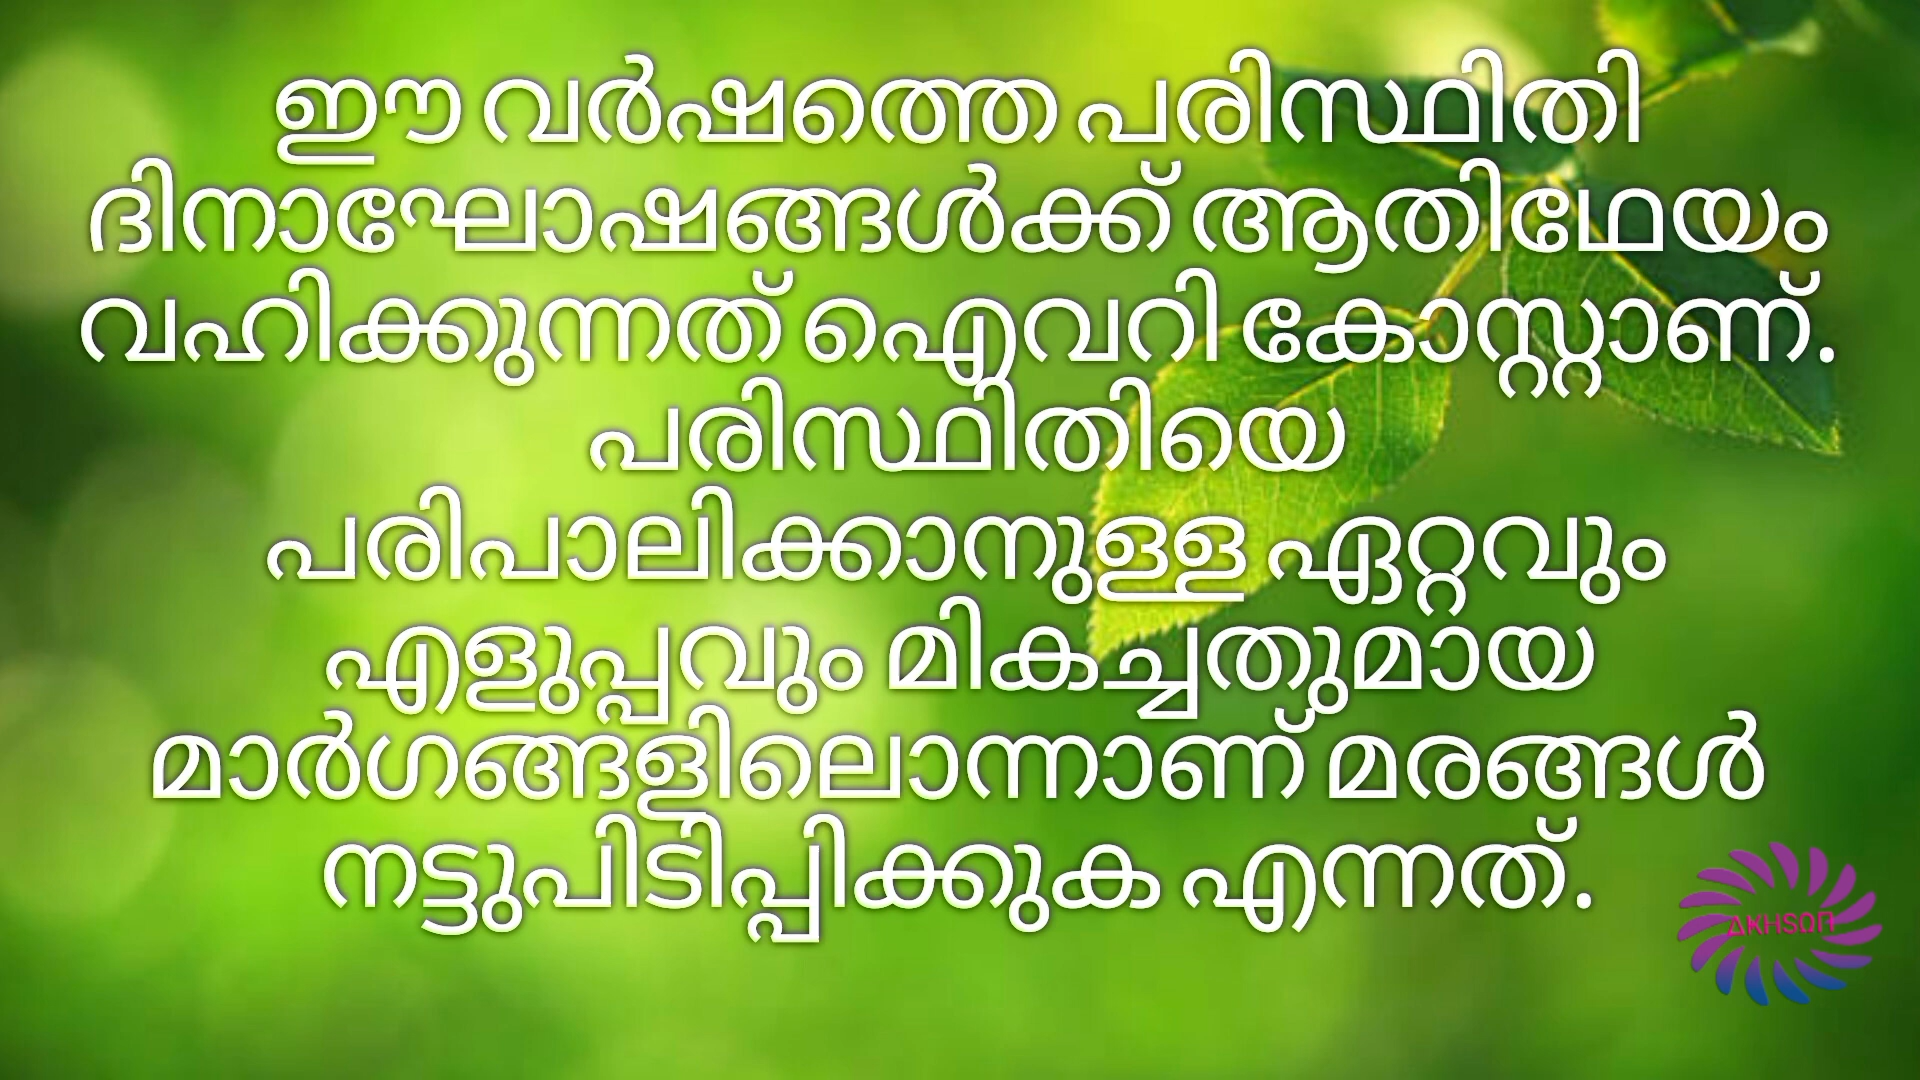 ഈ വർഷത്തെ പരിസ്ഥിതി
ദിനാഘോഷങ്ങൾക്ക് ആതിഥേയം
വഹിക്കുന്നത് ഐവറി കോസ്റ്റാണ്.
പരിസ്ഥിതിയെ
പരിപാലിക്കാനുള്ള ഏറ്റവും
എളുപ്പവും മികച്ചതുമായ
മാർഗങ്ങളിലൊന്നാണ് മരങ്ങൾ
നട്ടുപിടിപ്പിക്കുക എന്നത്.
ΔKHSΩΠ